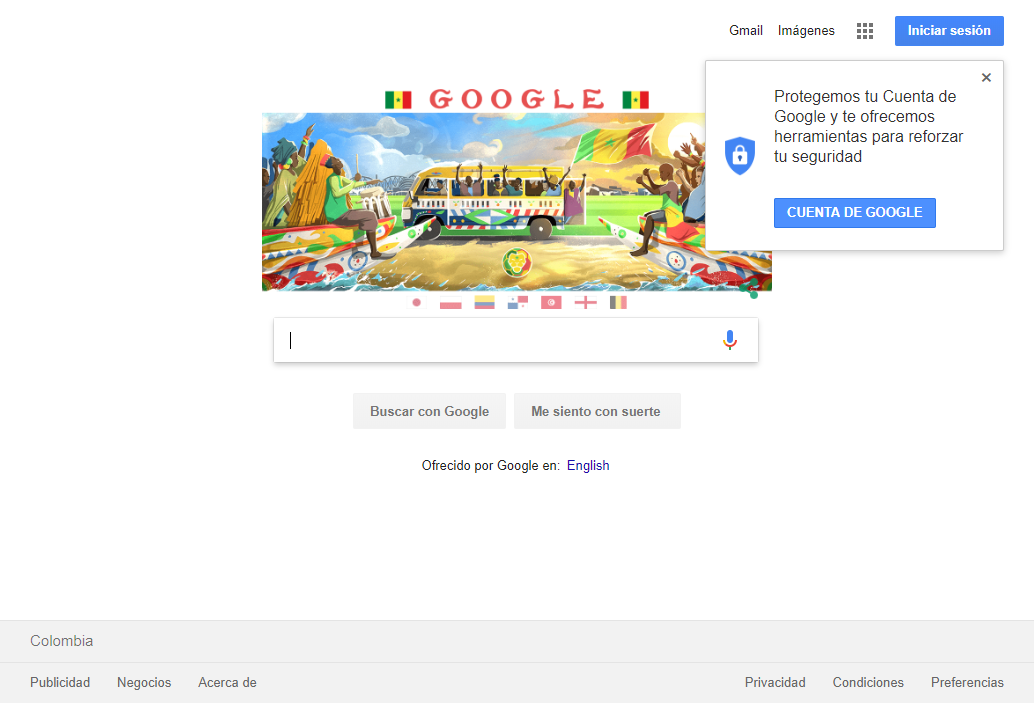 Gmail Imágenes Iniciar sesión
GOOGLE
Protegemos tu Cuenta de
Google y te ofrecemos
herramientas para reforzar
tu seguridad
CUENTA DE GOOGLE
Buscar con Google Me siento con suerte
Ofrecido por Google en: English
Colombia
Publicidad Negocios Acerca de Privacidad Condiciones Preferencias